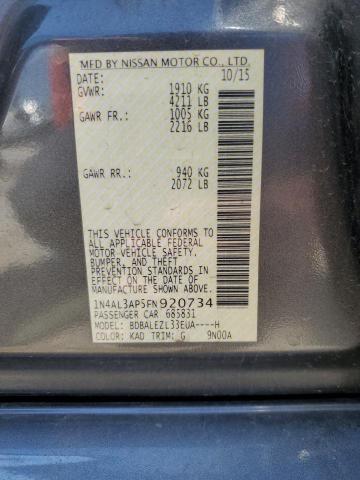 MFD BY NISSAN MOTOR CO., LTD.
DATE: 10/15
GVWR: 1910 KG
4211 LB
GAWR FR: 1005 KG
2216 LB
GAWR RR: 940 KG
2072 LB
THIS VEHICLE CONFORMS TO
ALL APPLICABLE FEDERAL
MOTOR VEHICLE SAFETY,
BUMPER, AND THEFT
PREVENTION STANDARDS
IN EFFECT ON THE DATE OF
MANUFACTURE SHOWN ABOVE.
1N4AL3AP5FN920734
PASSENGER CAR 685831
MODEL: BDBALEZL33EUA----H
COLOR: KAD TRIM: G 9N00A